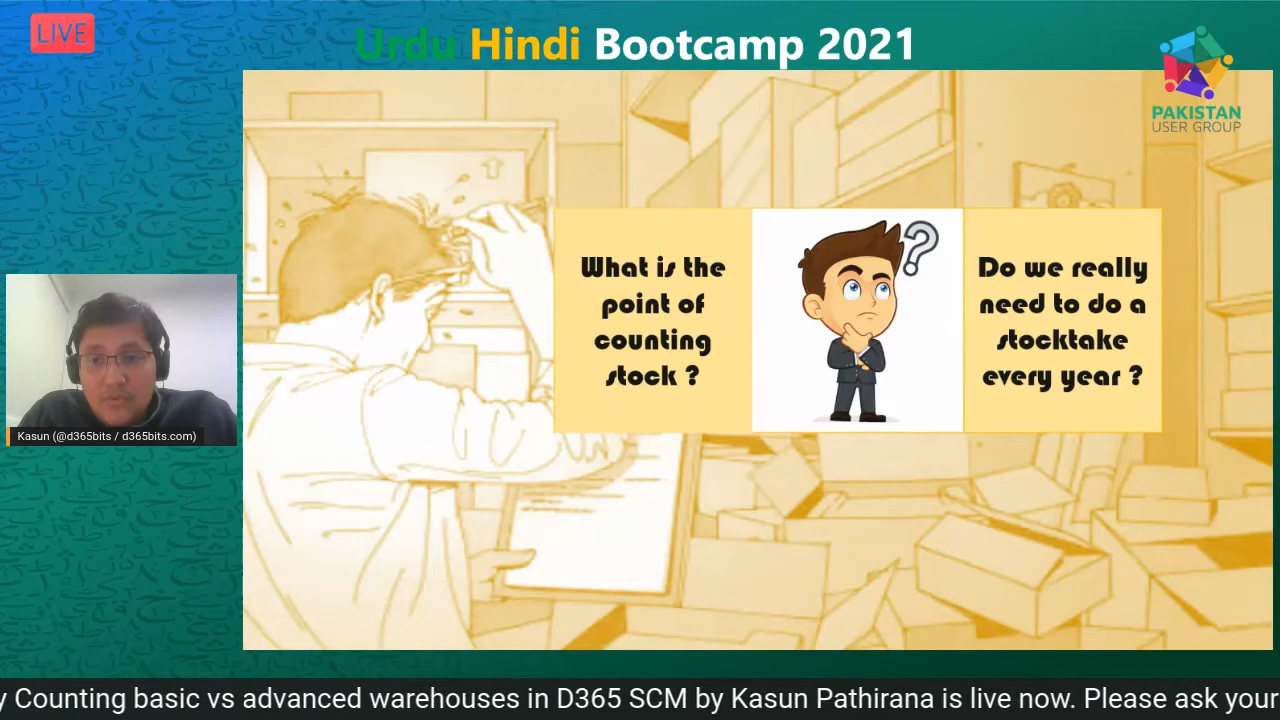 LIVE
Urdu Hindi Bootcamp 2021
PAKISTAN
USER GROUP
What is the
point of
counting
stock ?
Do we really
need to do a
stocktake
every year ?
Kasun (@d365bits / d365bits.com)
y Counting basic vs advanced warehouses in D365 SCM by Kasun Pathirana is live now. Please ask your